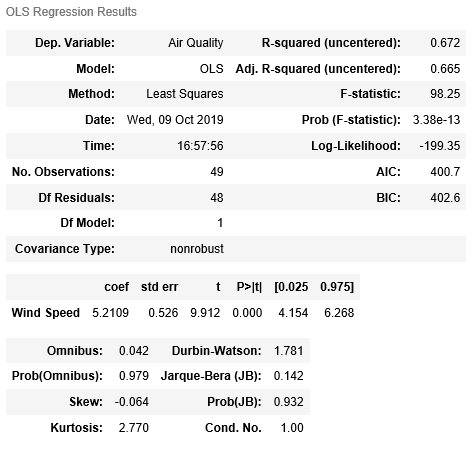 OLS Regression Results
Dep. Variable: Air Quality R-squared (uncentered): 0.672
Model: OLS Adj. R-squared (uncentered): 0.665
Method: Least Squares F-statistic: 98.25
Date: Wed, 09 Oct 2019 Prob (F-statistic): 3.38e-13
Time: 16:57:56 Log-Likelihood: -199.35
No. Observations: 49 AIC: 400.7
Df Residuals: 48 BIC: 402.6
Df Model: 1
Covariance Type: nonrobust
coef std err t P>|t| [0.025 0.975]
Wind Speed 5.2109 0.526 9.912 0.000 4.154 6.268
Omnibus: 0.042 Durbin-Watson: 1.781
Prob(Omnibus): 0.979 Jarque-Bera (JB): 0.142
Skew: -0.064 Prob(JB): 0.932
Kurtosis: 2.770 Cond. No. 1.00